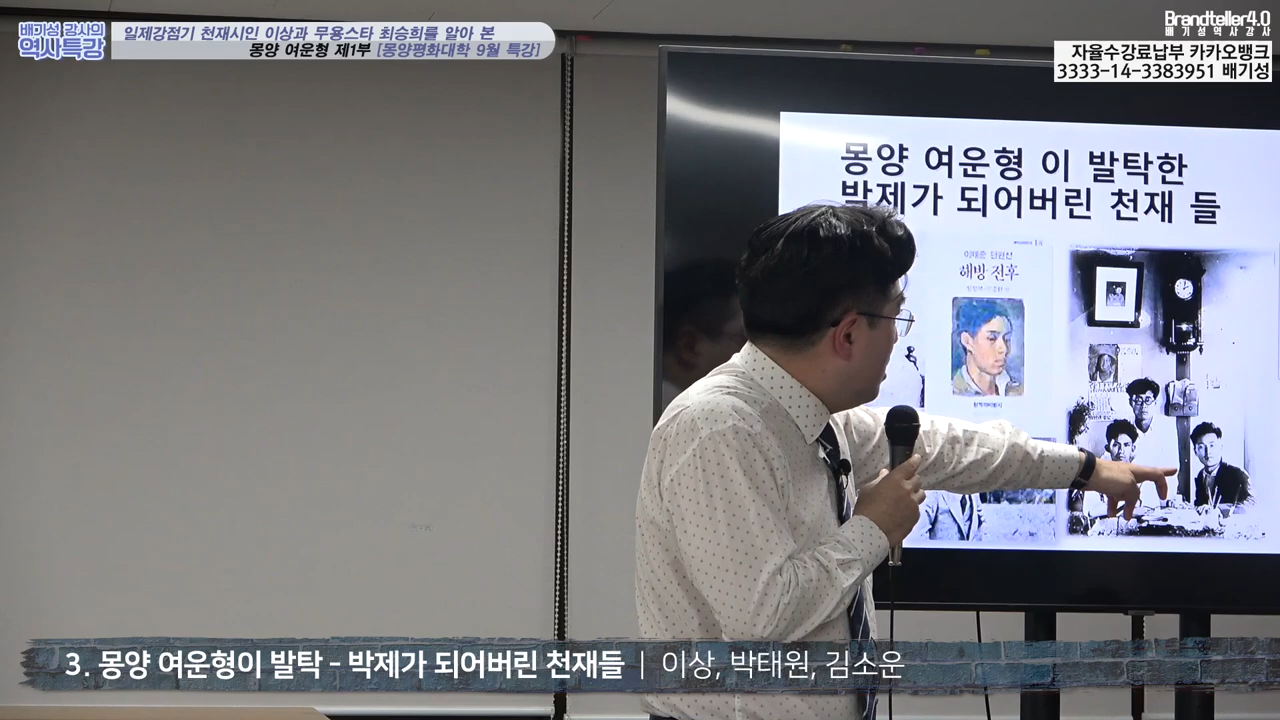 배기성 강사의
역사특강
일제강점기 천재시인 이상과 무용스타 최승희를 알아 본
몽양 여운형 제1부 [몽양평화대학 9월 특강]
Brandteller4.0
배기성역사강사
자율수강료납부 카카오뱅크
3333-14-3383951 배기성
몽양 여운형 이 발탁한
박제가 되어버린 천재 들
이태준 단편선
해방 전후
3. 몽양 여운형이 발탁 - 박제가 되어버린 천재들 | 이상, 박태원, 김소운